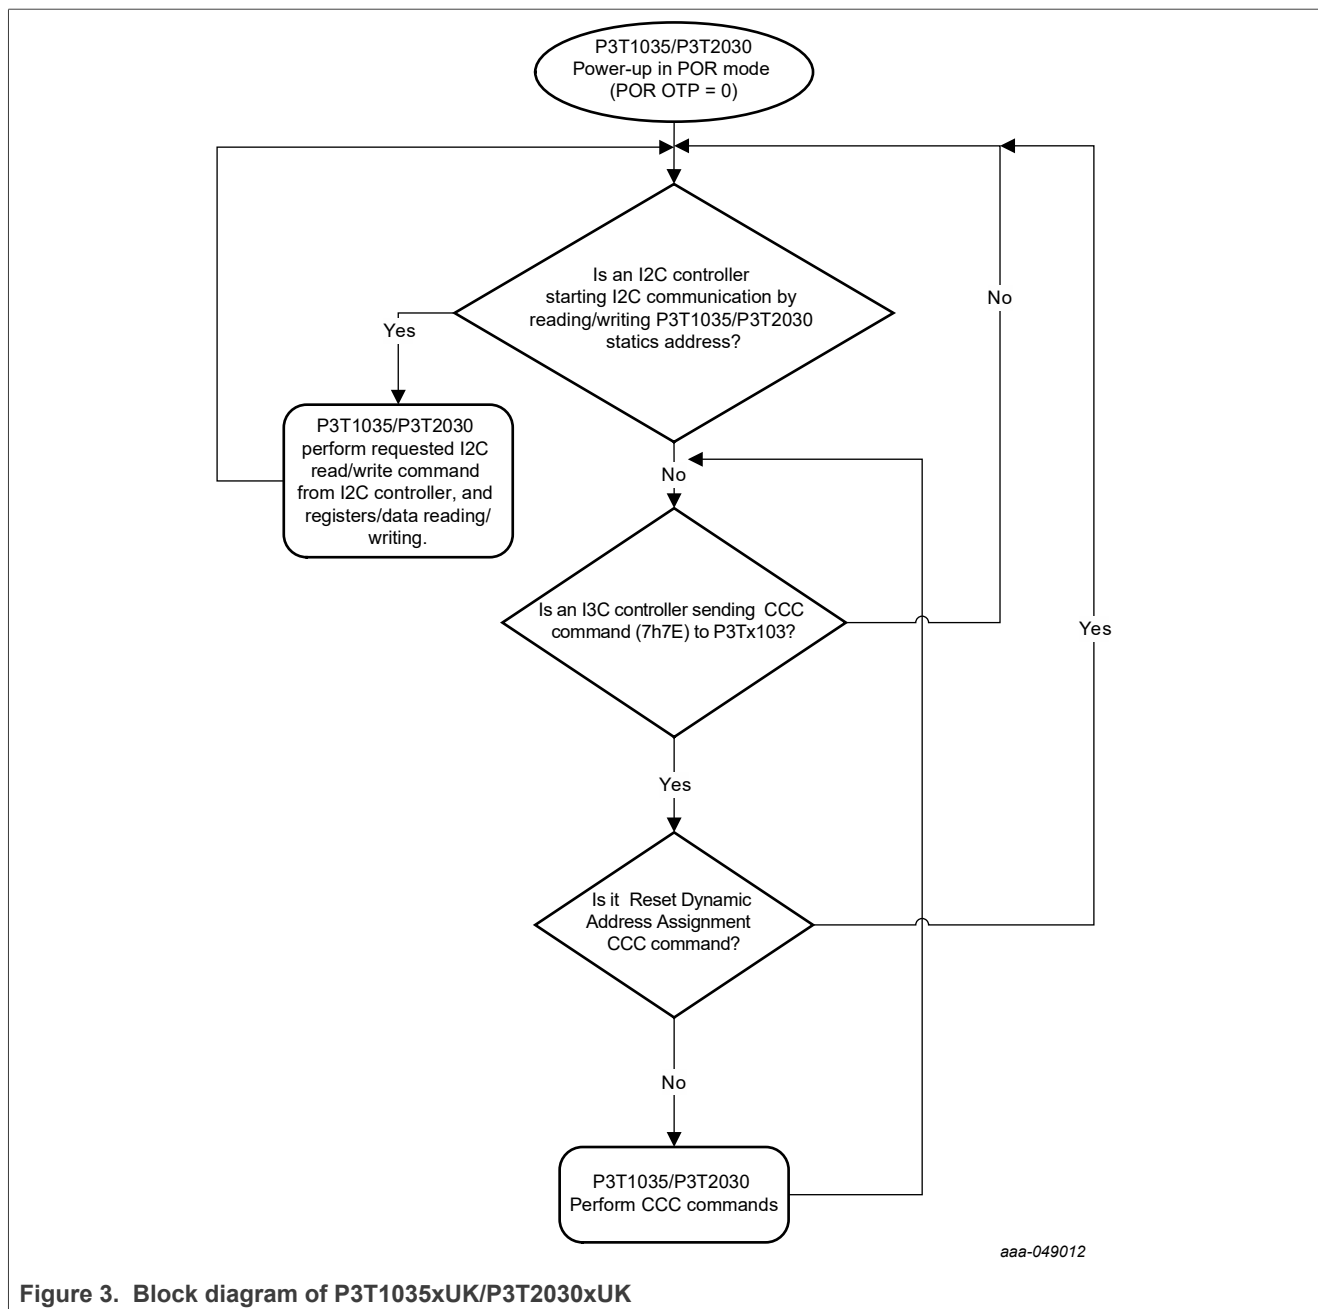 P3T1035/P3T2030
Power-up in POR mode
(POR OTP = 0)
Is an I2C controller
starting I2C communication by
reading/writing P3T1035/P3T2030
statics address?
Yes
No
P3T1035/P3T2030
perform requested I2C
read/write command
from I2C controller, and
registers/data reading/
writing.
No
Is an I3C controller sending CCC
command (7h7E) to P3Tx103?
Yes
Yes
Is it Reset Dynamic
Address Assignment
CCC command?
No
P3T1035/P3T2030
Perform CCC commands
aaa-049012
Figure 3. Block diagram of P3T1035xUK/P3T2030xUK